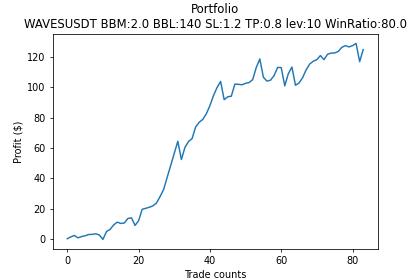 Portfolio
WAVESUSDT BBM:2.0 BBL:140 SL:1.2 TP:0.8 lev:10 WinRatio:80.0
Profit ($)
120
100
80
60
40
20
0
0 20 40 60 80
Trade counts